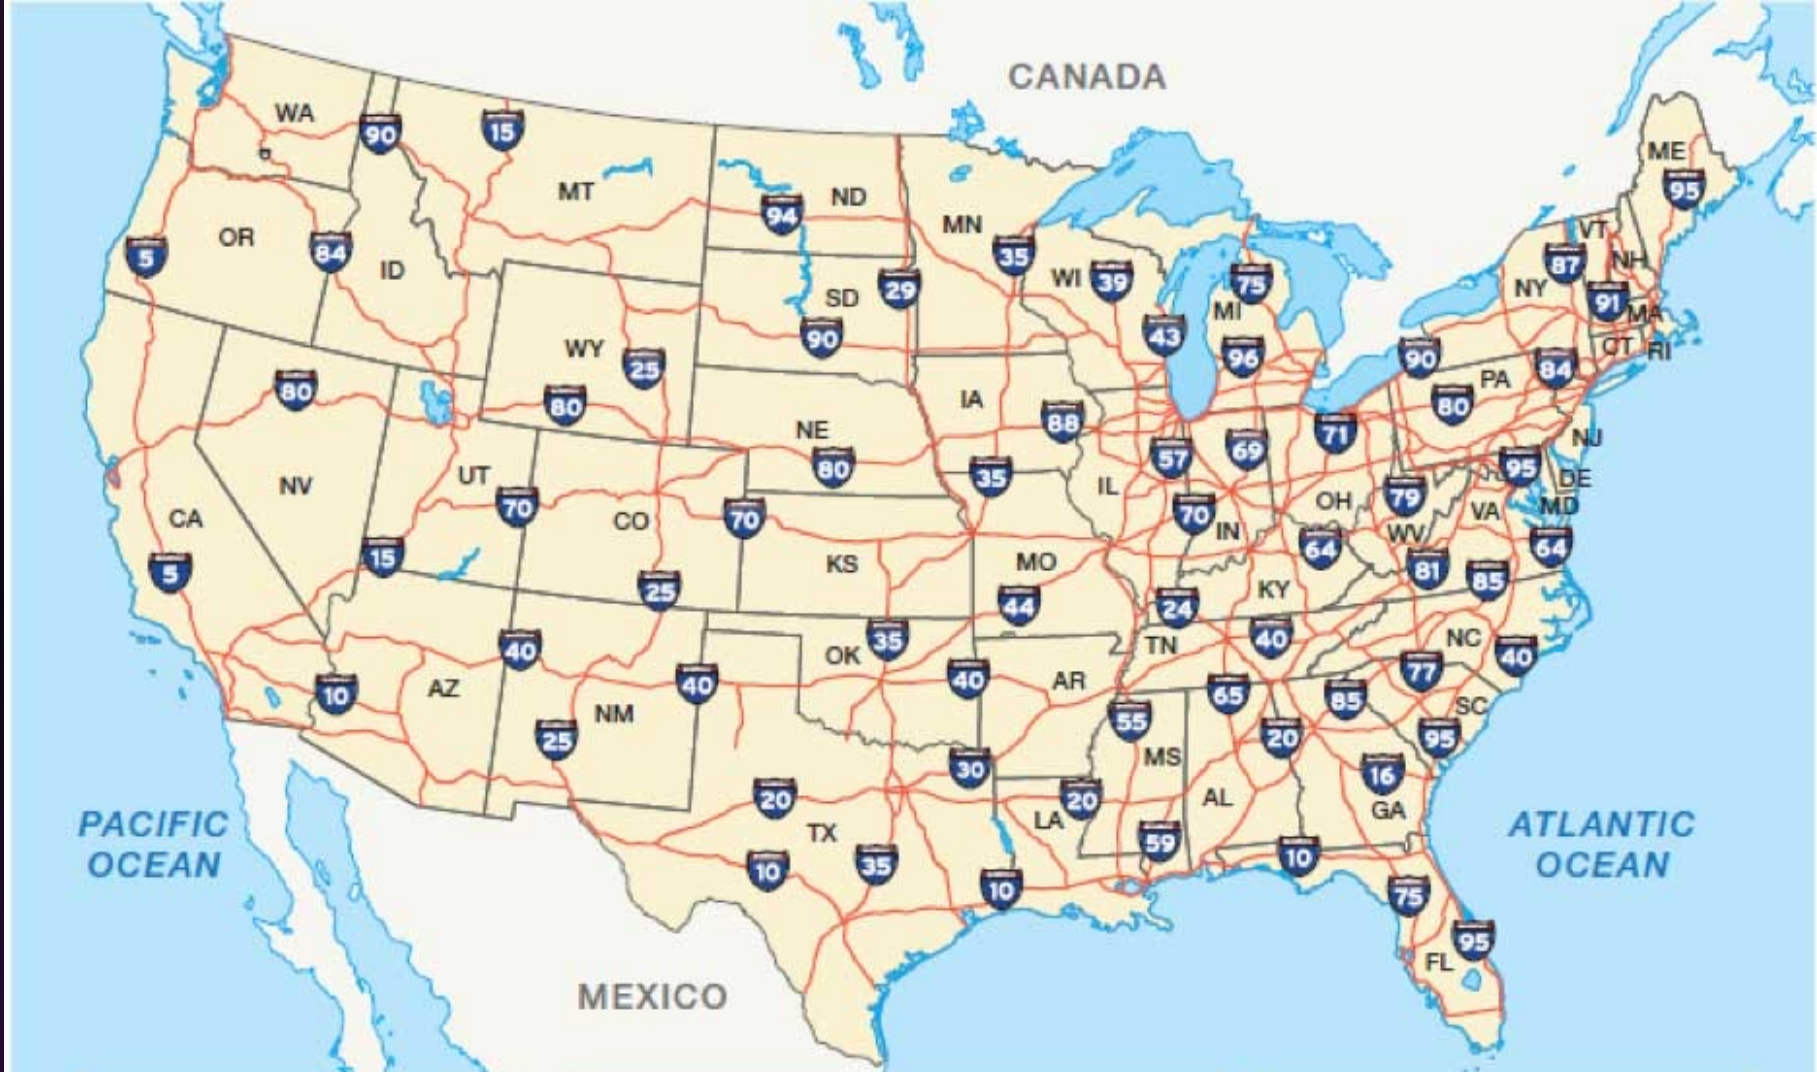 CANADA
WA
90
15
MT
ME
95
ND
94
MN
VT
OR
5
84
ID
35
WI
39
75
87
NH
NY
91
MA
SD
29
MI
90
43
96
CT
RI
WY
25
90
84
PA
80
80
80
IA
88
NE
80
71
NJ
57
69
95
35
UT
NV
70
IL
OH
79
DE
MD
VA
CA
CO
70
70
IN
WV
64
64
15
5
KS
MO
81
85
25
44
24
KY
40
OK
35
TN
40
NC
40
77
10
AZ
40
40
AR
65
85
SC
NM
25
55
20
95
MS
30
16
20
20
AL
GA
PACIFIC
OCEAN
TX
LA
59
ATLANTIC
OCEAN
10
35
10
10
75
95
FL
MEXICO